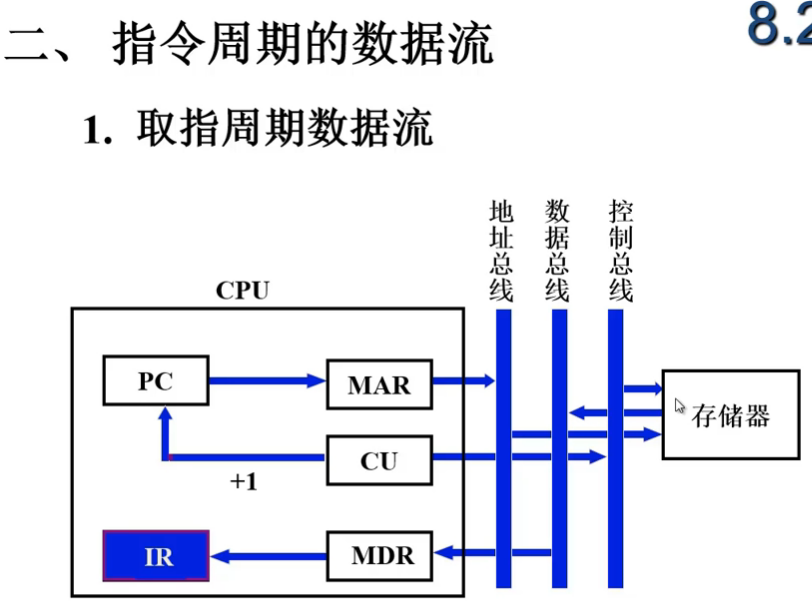 二、 指令周期的数据流
8.2
1. 取指周期数据流
地址总线
数据总线
控制总线
CPU
PC
MAR
存储器
CU
+1
IR
MDR